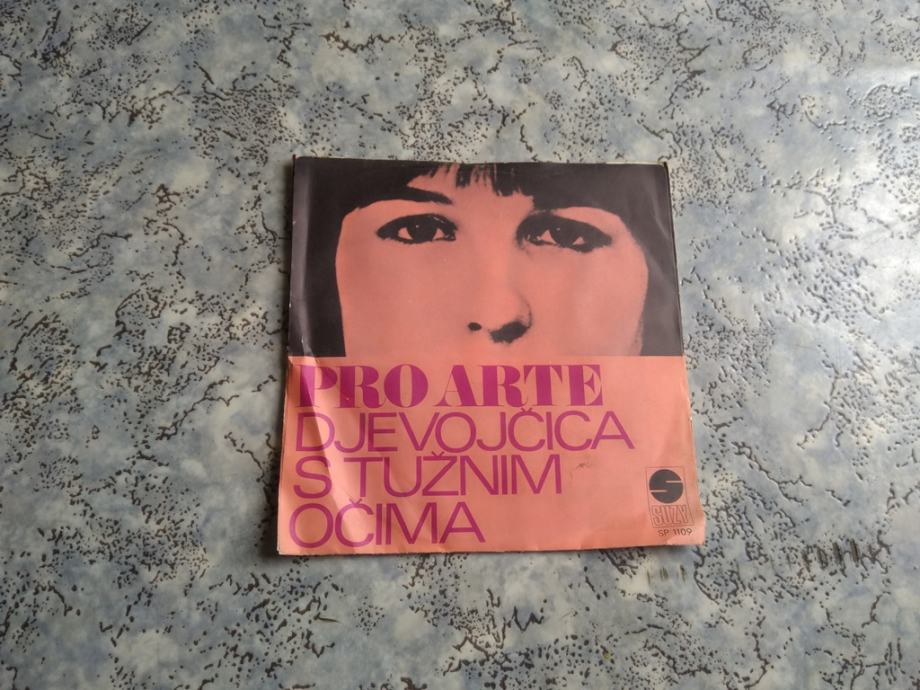 PRO ARTE
DJEVOJČICA
S TUŽNIM
OČIMA
SUZY
SP 1109